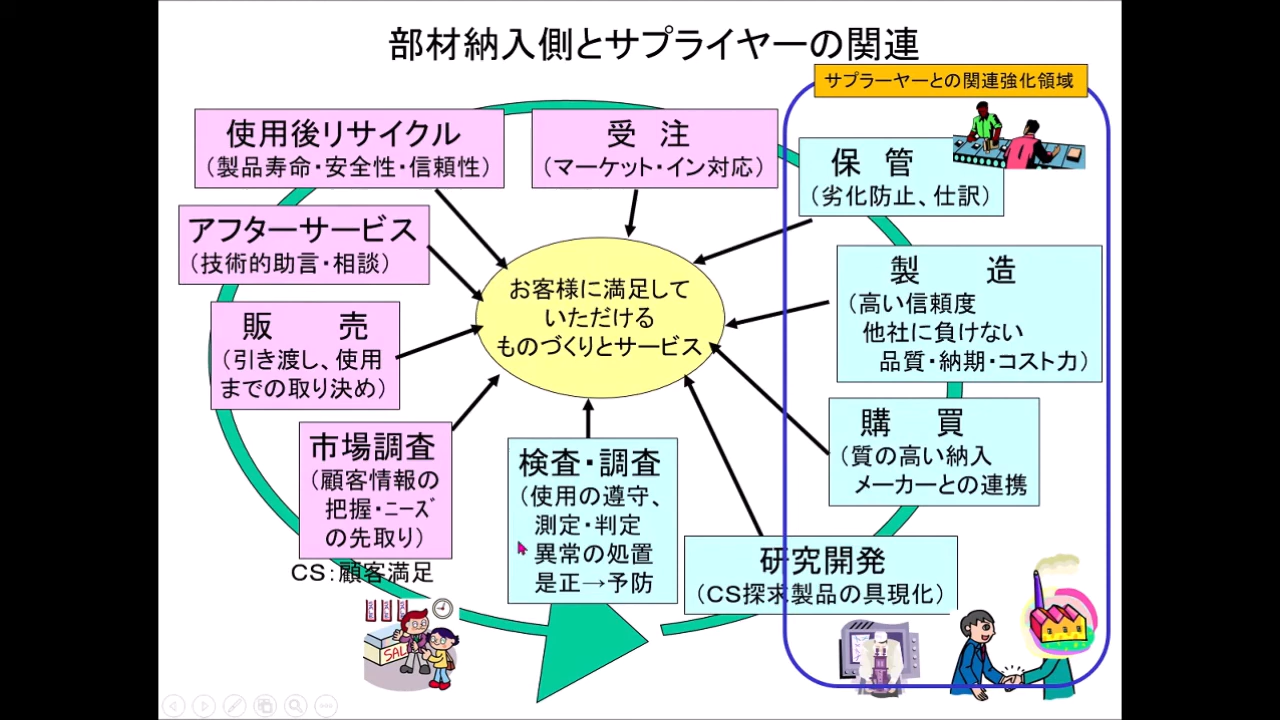 部材納入側とサプライヤーの関連
サプラーヤーとの関連強化領域
使用後リサイクル
（製品寿命・安全性・信頼性）
受 注
（マーケット・イン対応）
保 管
（劣化防止、仕訳）
アフターサービス
（技術的助言・相談）
製 造
（高い信頼度
他社に負けない
品質・納期・コスト力）
お客様に満足して
いただける
ものづくりとサービス
販 売
（引き渡し、使用
までの取り決め）
購 買
（質の高い納入
メーカーとの連携
市場調査
（顧客情報の
把握・ニーズ
の先取り）
検査・調査
（使用の遵守、
測定・判定
異常の処置
是正→予防
研究開発
（CS探求製品の具現化）
CS：顧客満足
SAL